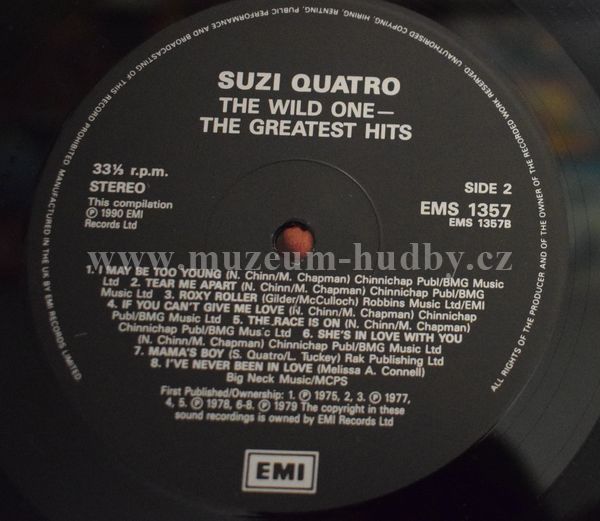 UNAUTHORISED COPYING, HIRING, RENTING, PUBLIC PERFORMANCE AND BROADCASTING OF THIS RECORD PROHIBITED. MANUFACTURED IN THE UK BY EMI RECORDS LIMITED.
ALL RIGHTS OF THE PRODUCER AND OF THE OWNER OF THE RECORDED WORK RESERVED.
SUZI QUATRO
THE WILD ONE—
THE GREATEST HITS
33⅓ r.p.m.
STEREO
SIDE 2
This compilation
℗ 1990 EMI
Records Ltd
EMS 1357
EMS 1357B
www.muzeum-hudby.cz
1. I MAY BE TOO YOUNG (N. Chinn/M. Chapman) Chinnichap Publ/BMG Music
Ltd 2. TEAR ME APART (N. Chinn/M. Chapman) Chinnichap Publ/BMG
Music Ltd 3. ROXY ROLLER (Gilder/McCulloch) Robbins Music Ltd/EMI
4. IF YOU CAN'T GIVE ME LOVE (N. Chinn/M. Chapman) Chinnichap
Publ/BMG Music Ltd 5. THE RACE IS ON (N. Chinn/M. Chapman)
Chinnichap Publ/BMG Music Ltd 6. SHE'S IN LOVE WITH YOU
(N. Chinn/M. Chapman) Chinnichap Publ/BMG Music Ltd
7. MAMA'S BOY (S. Quatro/L. Tuckey) Rak Publishing Ltd
8. I'VE NEVER BEEN IN LOVE (Melissa A. Connell)
Big Neck Music/MCPS
First Published/Ownership: 1. ℗ 1975, 2, 3. ℗ 1977,
4, 5. ℗ 1978, 6-8. ℗ 1979 The copyright in these
sound recordings is owned by EMI Records Ltd
EMI